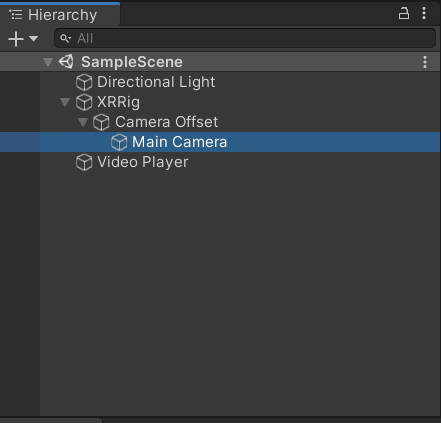 Hierarchy
All
SampleScene
Directional Light
XRRig
Camera Offset
Main Camera
Video Player